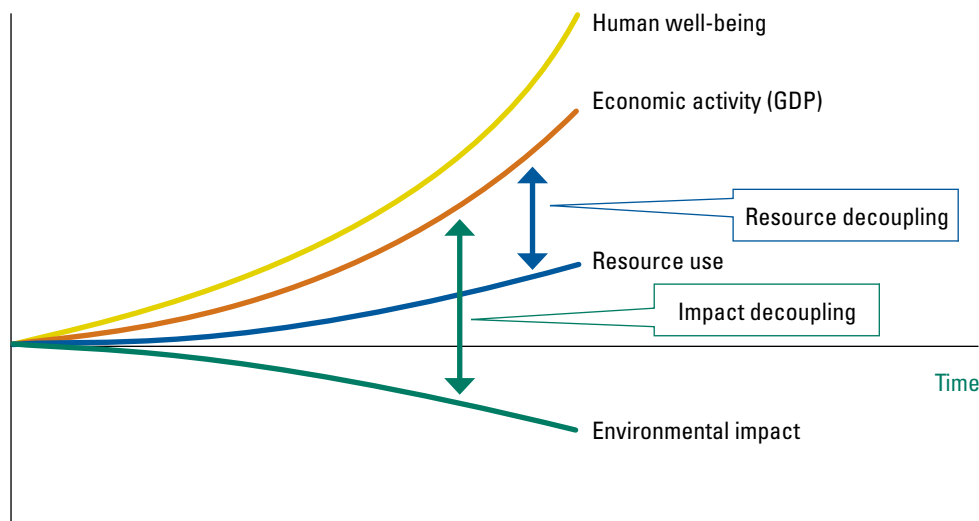 Human well-being
Economic activity (GDP)
Resource decoupling
Resource use
Impact decoupling
Time
Environmental impact